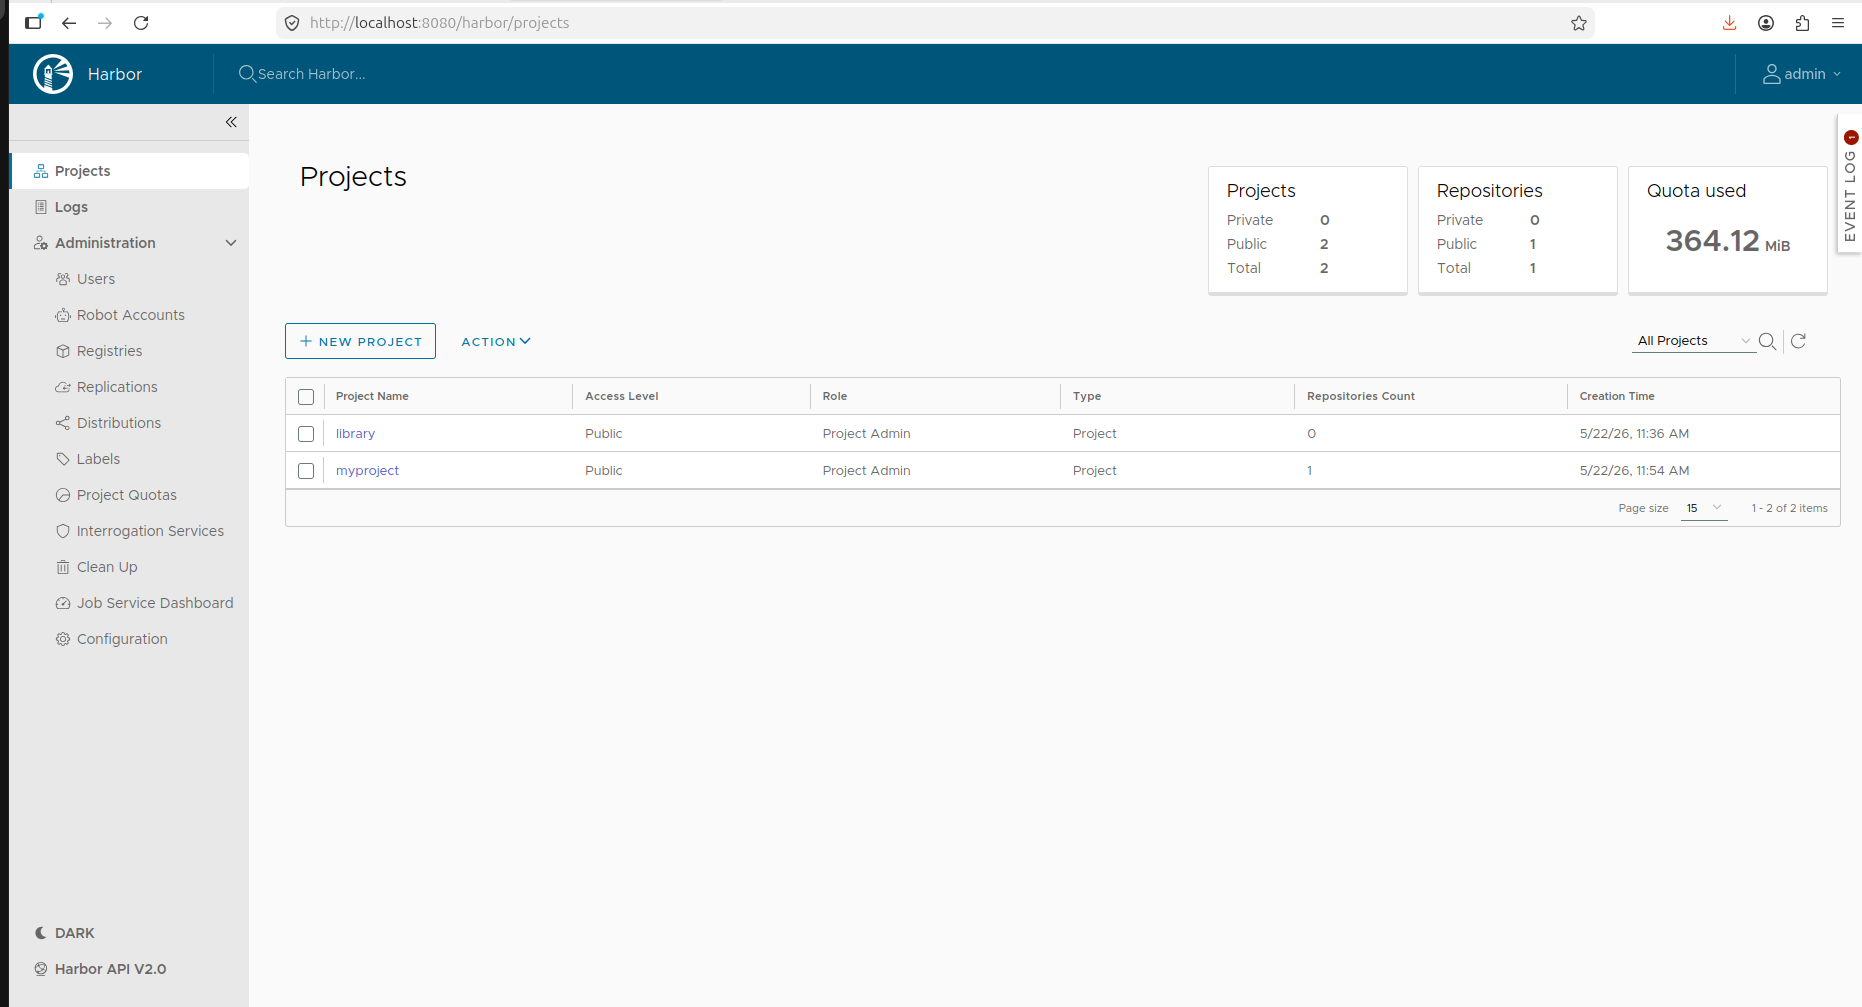 http://localhost:8080/harbor/projects
Harbor
Search Harbor...
admin
Projects
Logs
Administration
Users
Robot Accounts
Registries
Replications
Distributions
Labels
Project Quotas
Interrogation Services
Clean Up
Job Service Dashboard
Configuration
DARK
Harbor API V2.0
Projects
Projects
Private 0
Public 2
Total 2
Repositories
Private 0
Public 1
Total 1
Quota used
364.12 MiB
EVENT LOG 1
+ NEW PROJECT
ACTION
All Projects
Project Name Access Level Role Type Repositories Count Creation Time
library Public Project Admin Project 0 5/22/26, 11:36 AM
myproject Public Project Admin Project 1 5/22/26, 11:54 AM
Page size 15 1 - 2 of 2 items